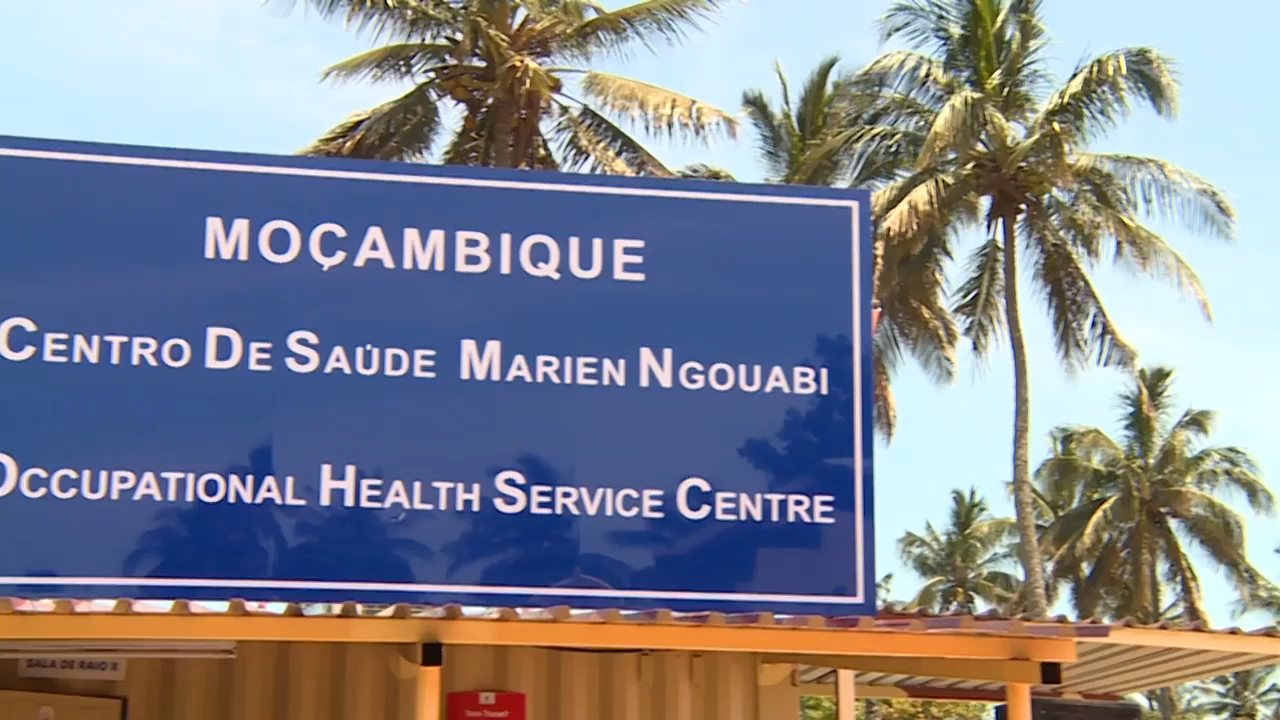 MOÇAMBIQUE
CENTRO DE SAÚDE MARIEN NGOUABI
OCCUPATIONAL HEALTH SERVICE CENTRE
SALA DE RAIO X